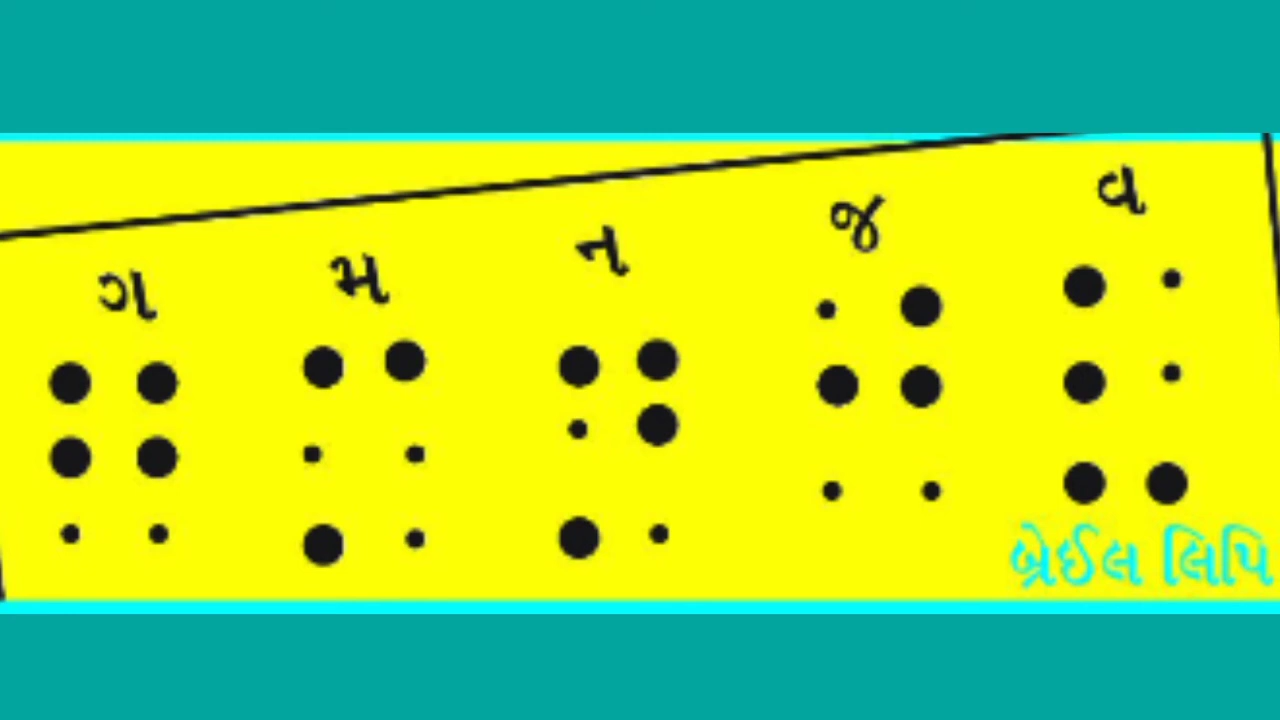 ગ મ ન જ વ
બ્રેઈલ લિપિ